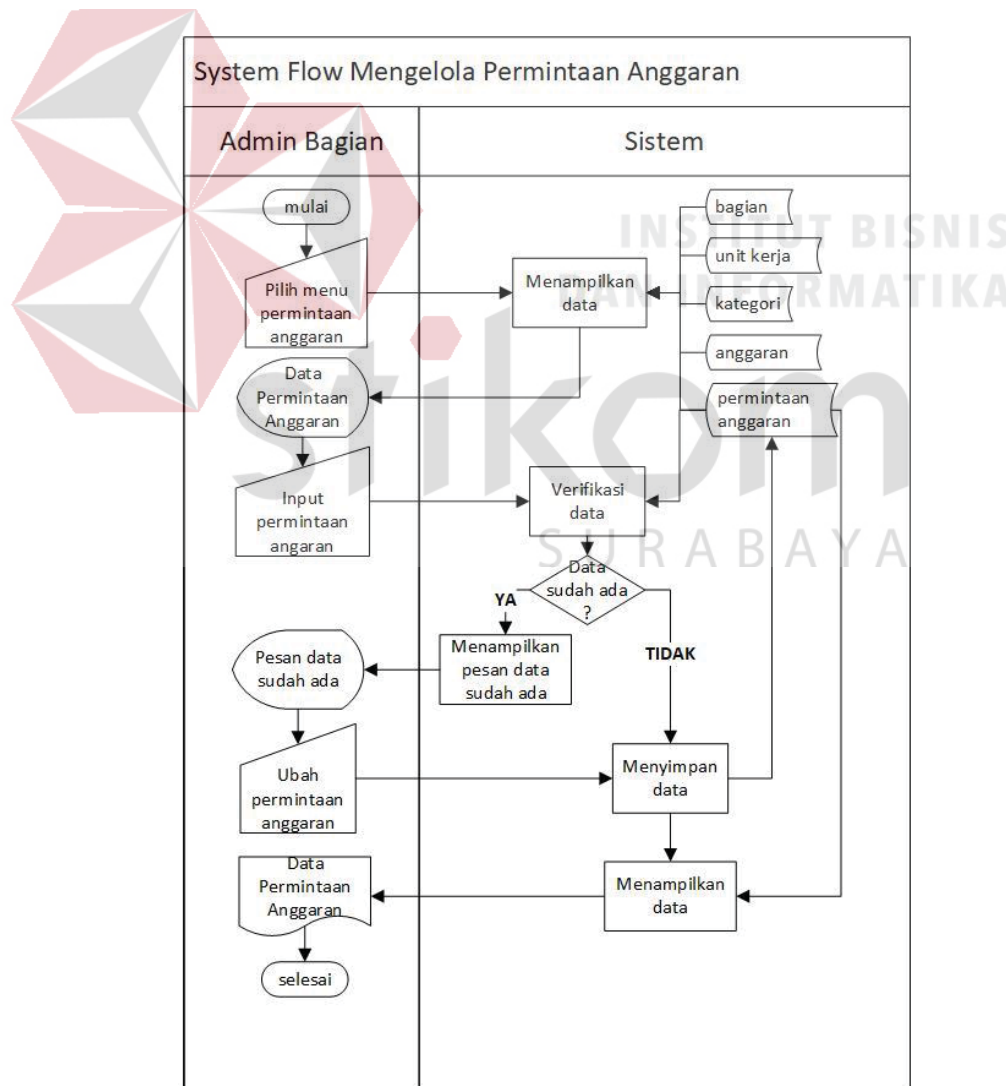 System Flow Mengelola Permintaan Anggaran
Admin Bagian
Sistem
mulai
bagian
INSTITUT BISNIS
unit kerja
DAN INFORMATIKA
Pilih menu
permintaan
anggaran
Menampilkan
data
kategori
anggaran
Data
Permintaan
Anggaran
permintaan
anggaran
stikom
Input
permintaan
angaran
Verifikasi
data
SURABAYA
Data
sudah ada
?
YA
TIDAK
Pesan data
sudah ada
Menampilkan
pesan data
sudah ada
Ubah
permintaan
anggaran
Menyimpan
data
Data
Permintaan
Anggaran
Menampilkan
data
selesai